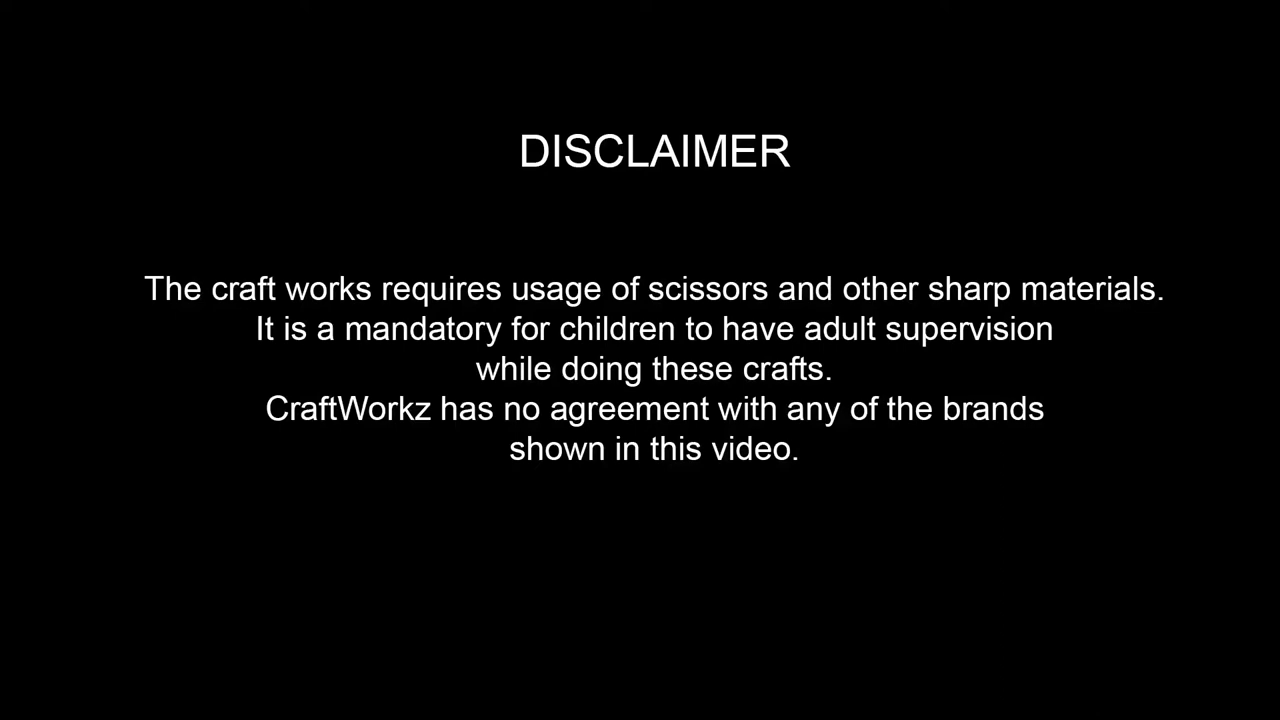 DISCLAIMER
The craft works requires usage of scissors and other sharp materials.
It is a mandatory for children to have adult supervision
while doing these crafts.
CraftWorkz has no agreement with any of the brands
shown in this video.